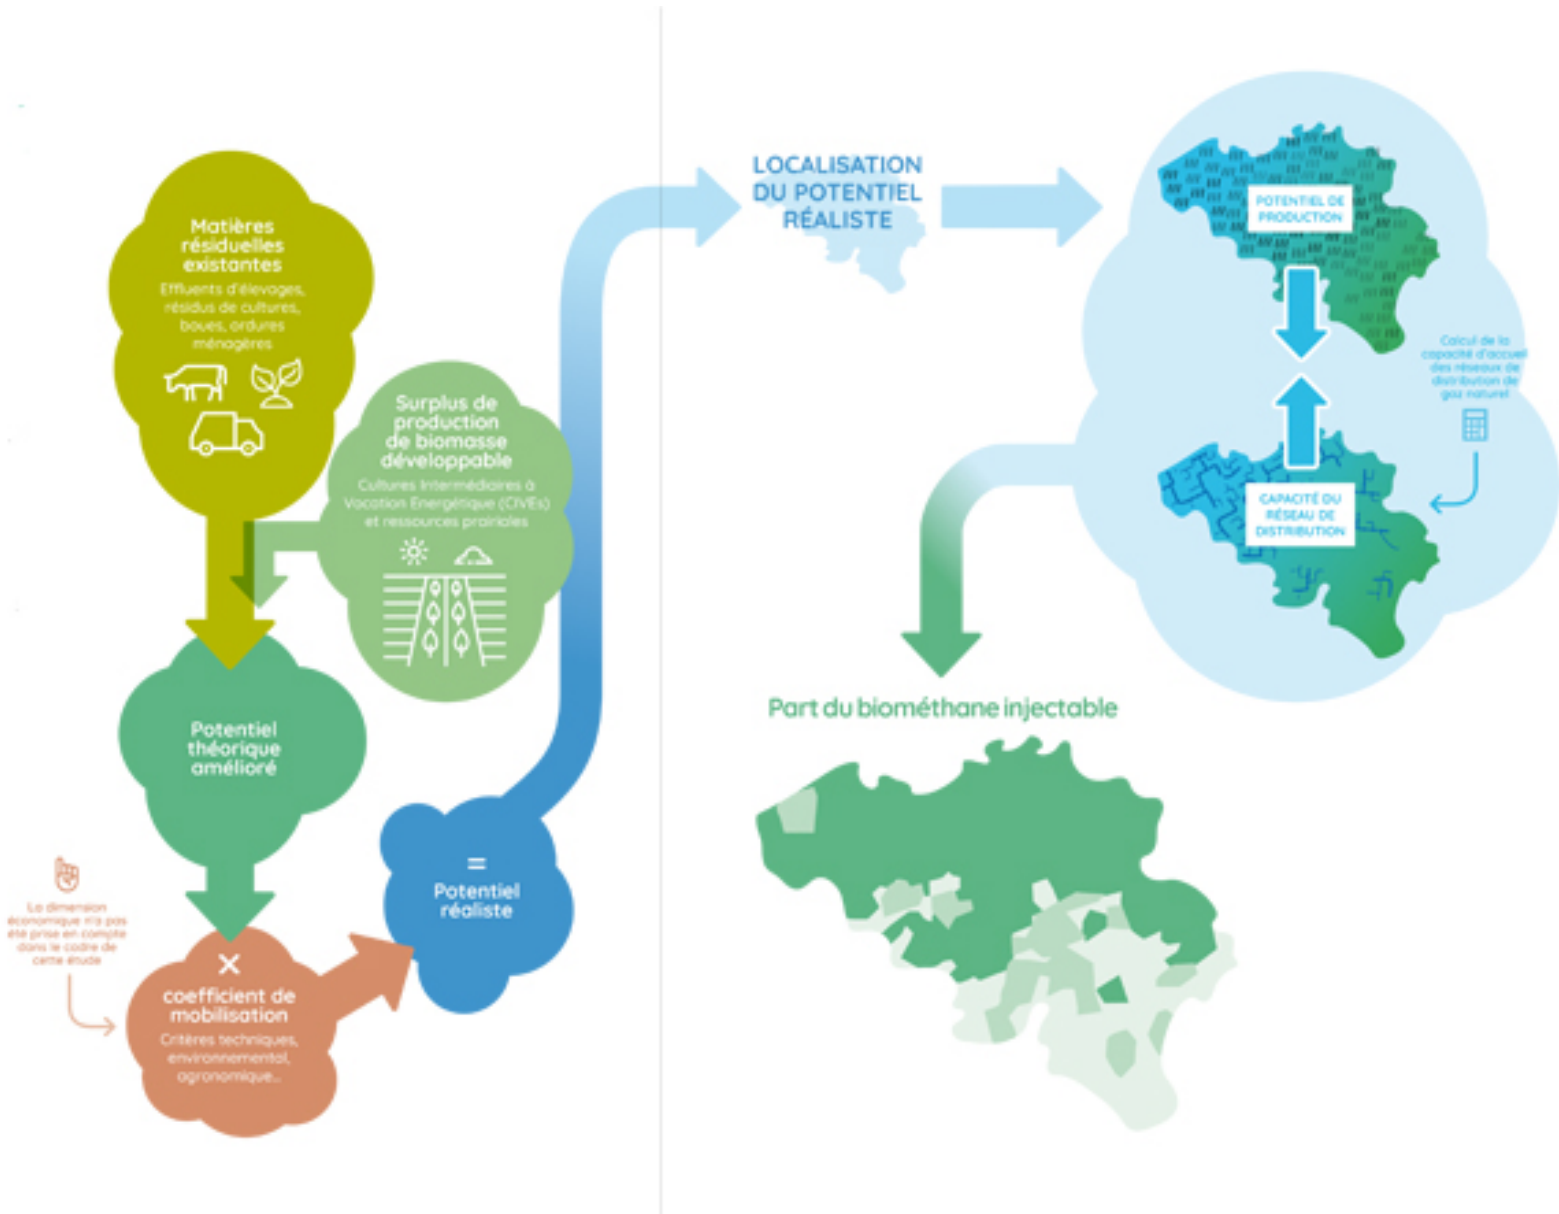 Matières
résiduelles
existantes
Effluents d'élevages,
résidus de cultures,
boues, ordures
ménagères
Surplus de
production
de biomasse
développable
Cultures Intermédiaires à
Vocation Energétique (CIVEs)
et ressources prairiales
Potentiel
théorique
amélioré
La dimension
économique n'a pas
été prise en compte
dans le cadre de
cette étude
×
coefficient de
mobilisation
Critères techniques,
environnemental,
agronomique...
=
Potentiel
réaliste
LOCALISATION
DU POTENTIEL
RÉALISTE
POTENTIEL DE
PRODUCTION
Calcul de la
capacité d'accueil
des réseaux de
distribution de
gaz naturel
CAPACITÉ DU
RÉSEAU DE
DISTRIBUTION
Part du biométhane injectable